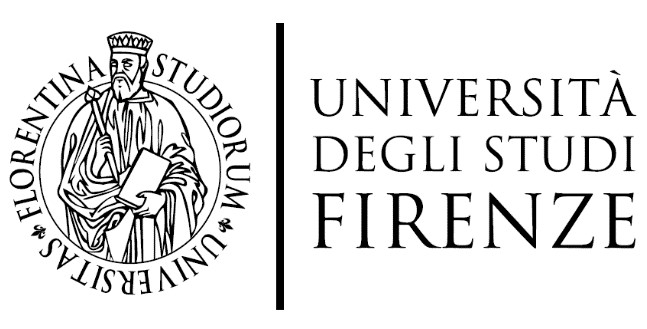 FLORENTINA STUDIORUM UNIVERSITAS
UNIVERSITÀ
DEGLI STUDI
FIRENZE